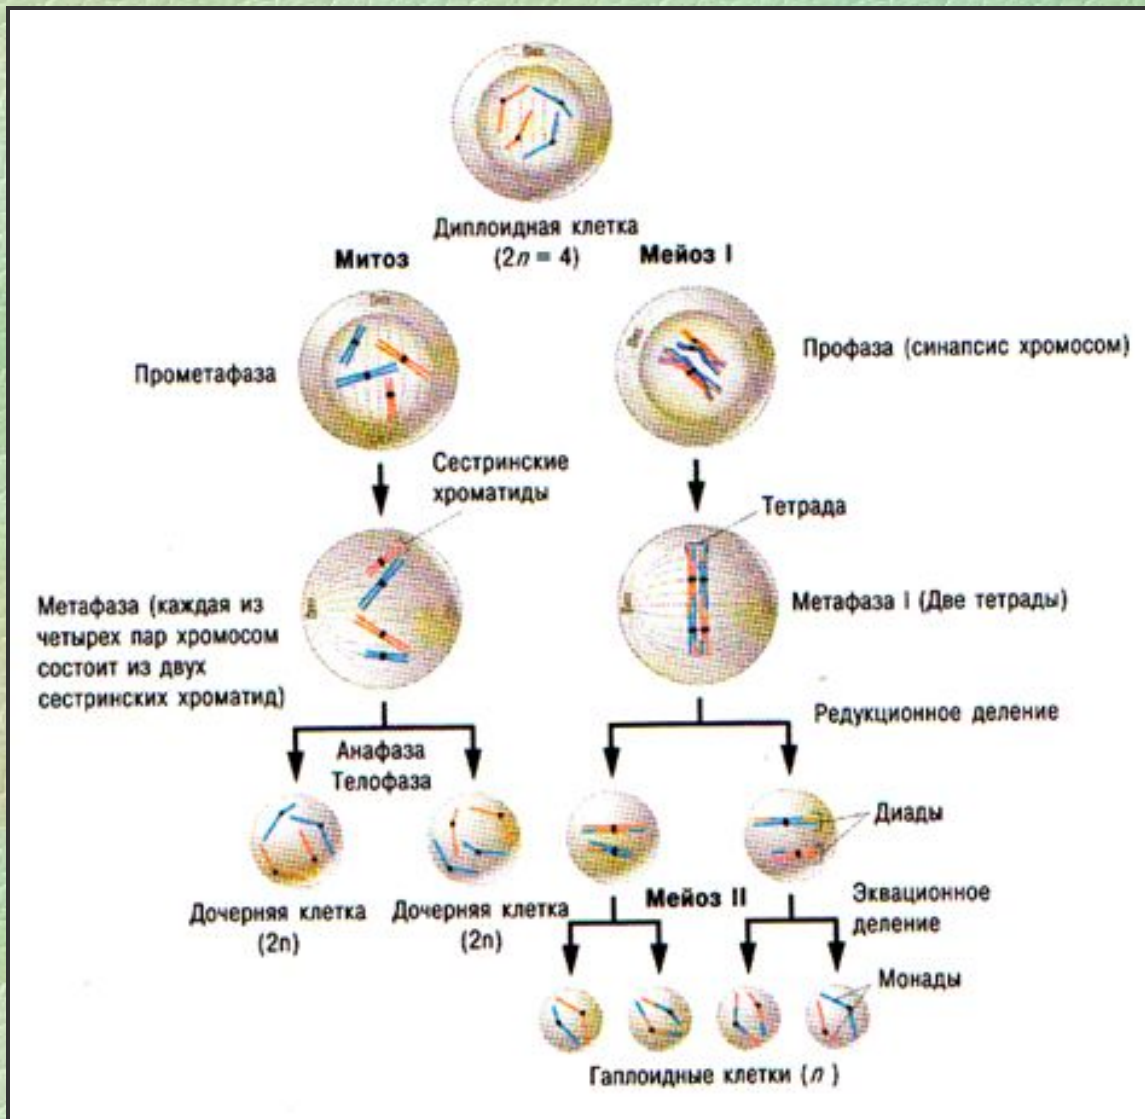 Диплоидная клетка
(2n = 4)
Митоз
Мейоз I
Прометафаза
Профаза (синапсис хромосом)
Сестринские
хроматиды
Тетрада
Метафаза (каждая из
четырех пар хромосом
состоит из двух
сестринских хроматид)
Метафаза I (Две тетрады)
Редукционное деление
Анафаза
Телофаза
Диады
Дочерняя клетка
(2n)
Дочерняя клетка
(2n)
Мейоз II
Эквационное
деление
Монады
Гаплоидные клетки (n )